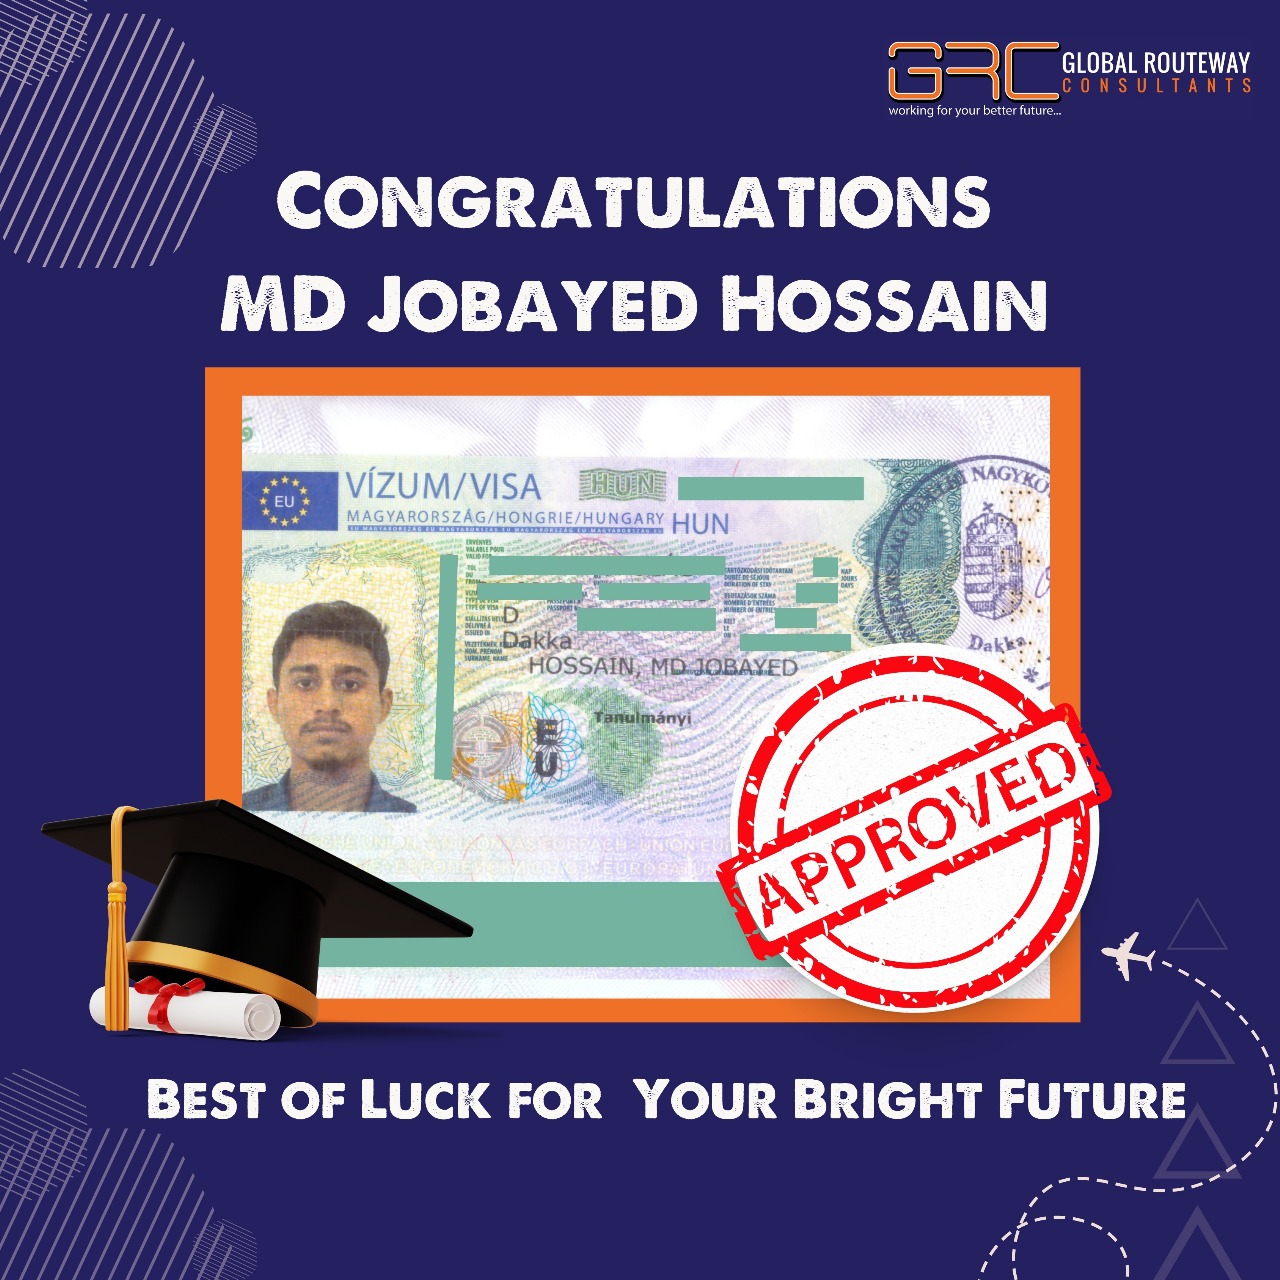 GRC GLOBAL ROUTEWAY
CONSULTANTS
working for your better future...
CONGRATULATIONS
MD JOBAYED HOSSAIN
EU
VÍZUM/VISA
HUN
MAGYARORSZÁG/HONGRIE/HUNGARY HUN
D
Dakka
HOSSAIN, MD JOBAYED
Tanulmányi
EU
Dakka
APPROVED
BEST OF LUCK FOR YOUR BRIGHT FUTURE